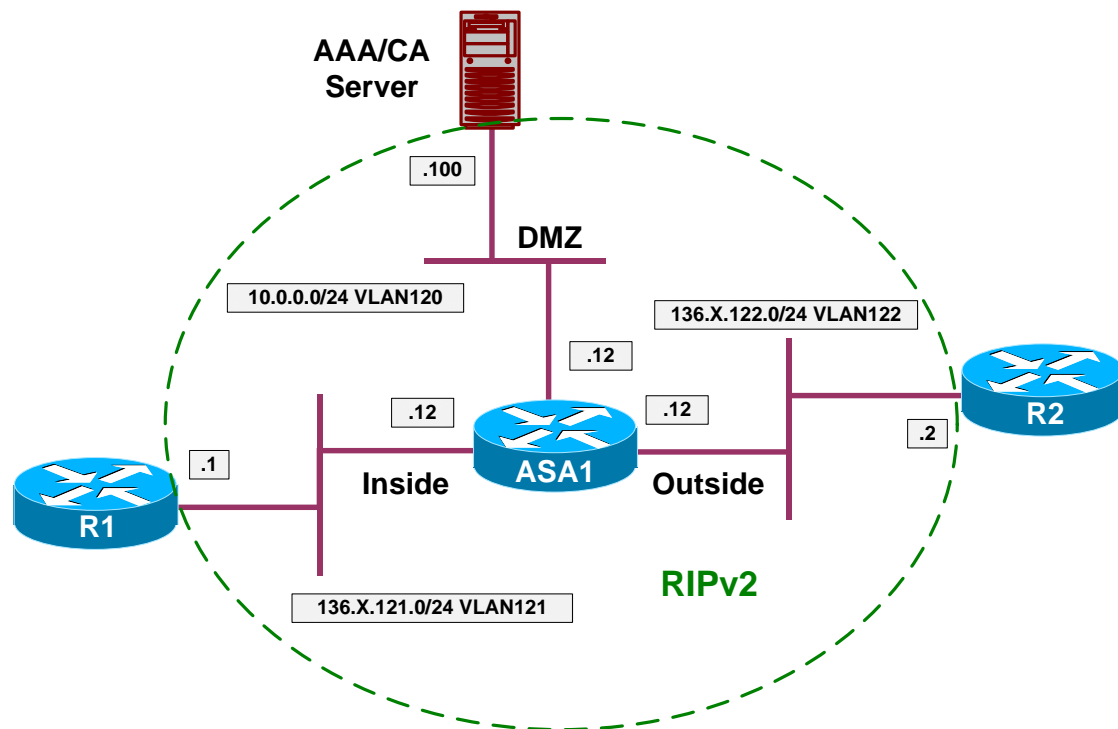 AAA/CA
Server
.100
DMZ
10.0.0.0/24 VLAN120
136.X.122.0/24 VLAN122
.12
.12
.12
R2
.2
.1
Inside
ASA1
Outside
R1
RIPv2
136.X.121.0/24 VLAN121